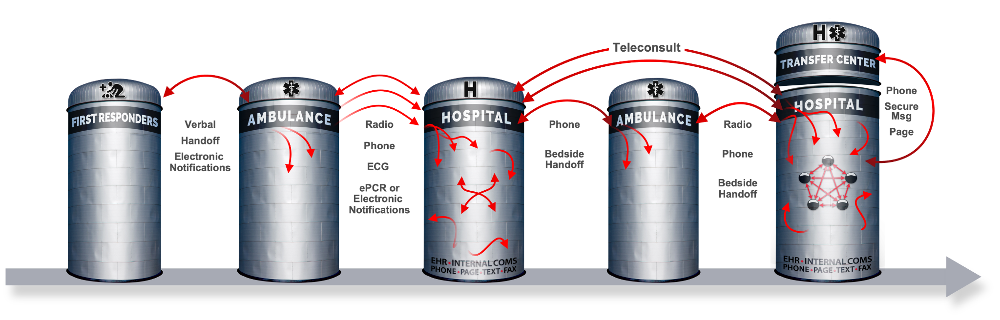 FIRST RESPONDERS
Verbal
Handoff
Electronic
Notifications
AMBULANCE
Radio
Phone
ECG
ePCR or
Electronic
Notifications
H
HOSPITAL
EHR•INTERNAL COMS
PHONE•PAGE•TEXT•FAX
Teleconsult
Phone
Bedside
Handoff
AMBULANCE
Radio
Phone
Bedside
Handoff
H
TRANSFER CENTER
HOSPITAL
EHR•INTERNAL COMS
PHONE•PAGE•TEXT•FAX
Phone
Secure
Msg
Page